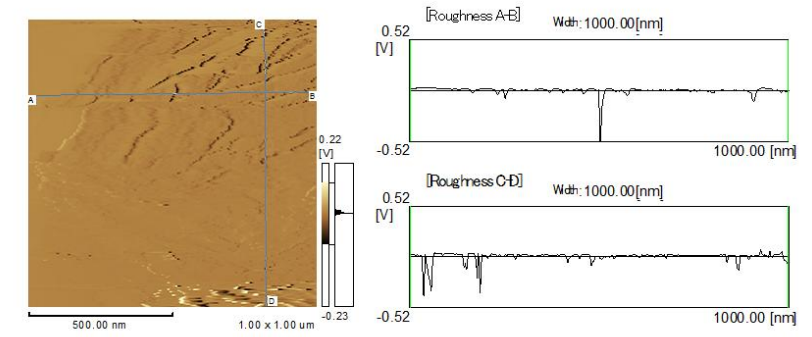 C
A
B
D
0.22
[V]
-0.23
500.00 nm
1.00 x 1.00 um
[Roughness A-B]
Width: 1000.00[nm]
0.52
[V]
-0.52
1000.00 [nm]
[Roughness C-D]
Width: 1000.00[nm]
0.52
[V]
-0.52
1000.00 [nm]